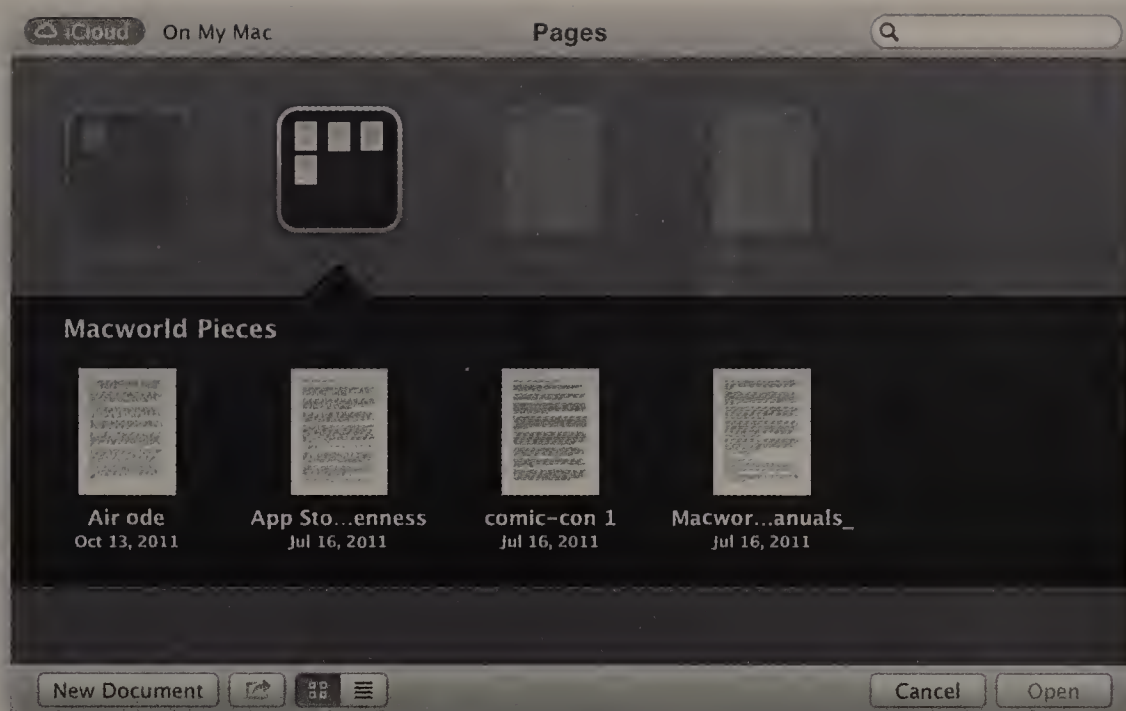 iCloud On My Mac Pages
Macworld Pieces
Air ode App Sto...enness comic-con 1 Macwor...anuals_
Oct 13, 2011 Jul 16, 2011 Jul 16, 2011 Jul 16, 2011
New Document Cancel Open